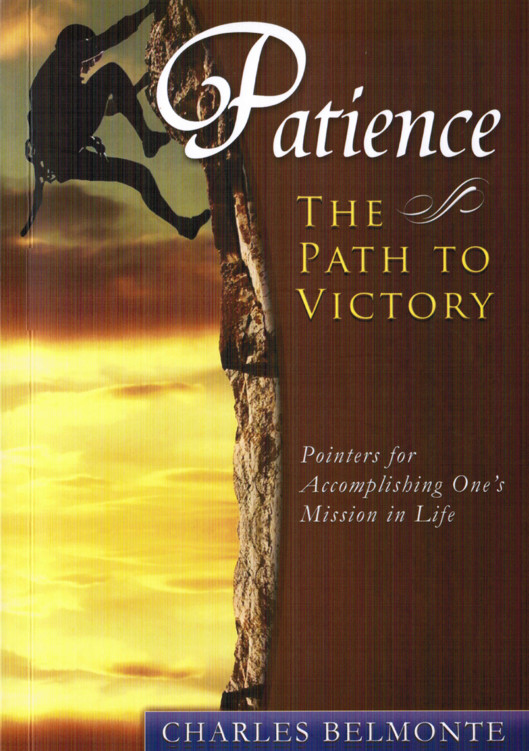 Patience
THE
PATH TO
VICTORY
Pointers for
Accomplishing One's
Mission in Life
CHARLES BELMONTE